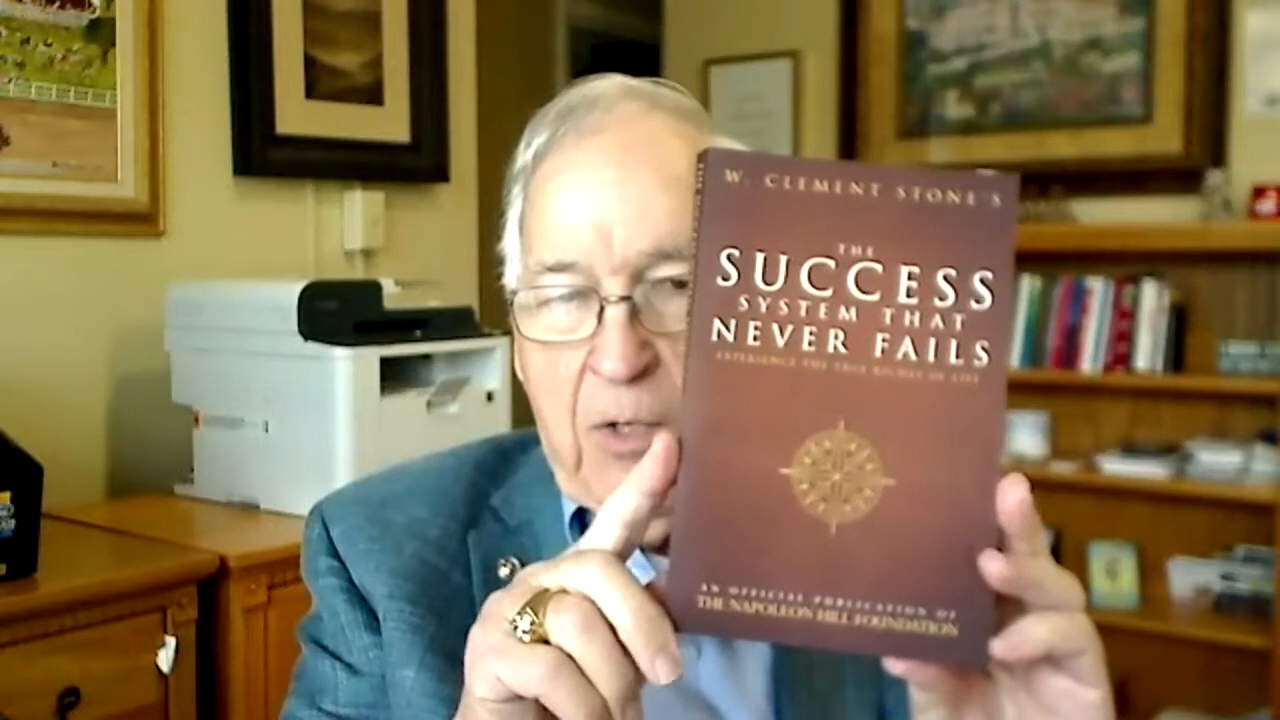 W. CLEMENT STONE'S
THE
SUCCESS
SYSTEM THAT
NEVER FAILS
EXPERIENCE THE TRUE RICHES OF LIFE
AN OFFICIAL PUBLICATION OF
THE NAPOLEON HILL FOUNDATION